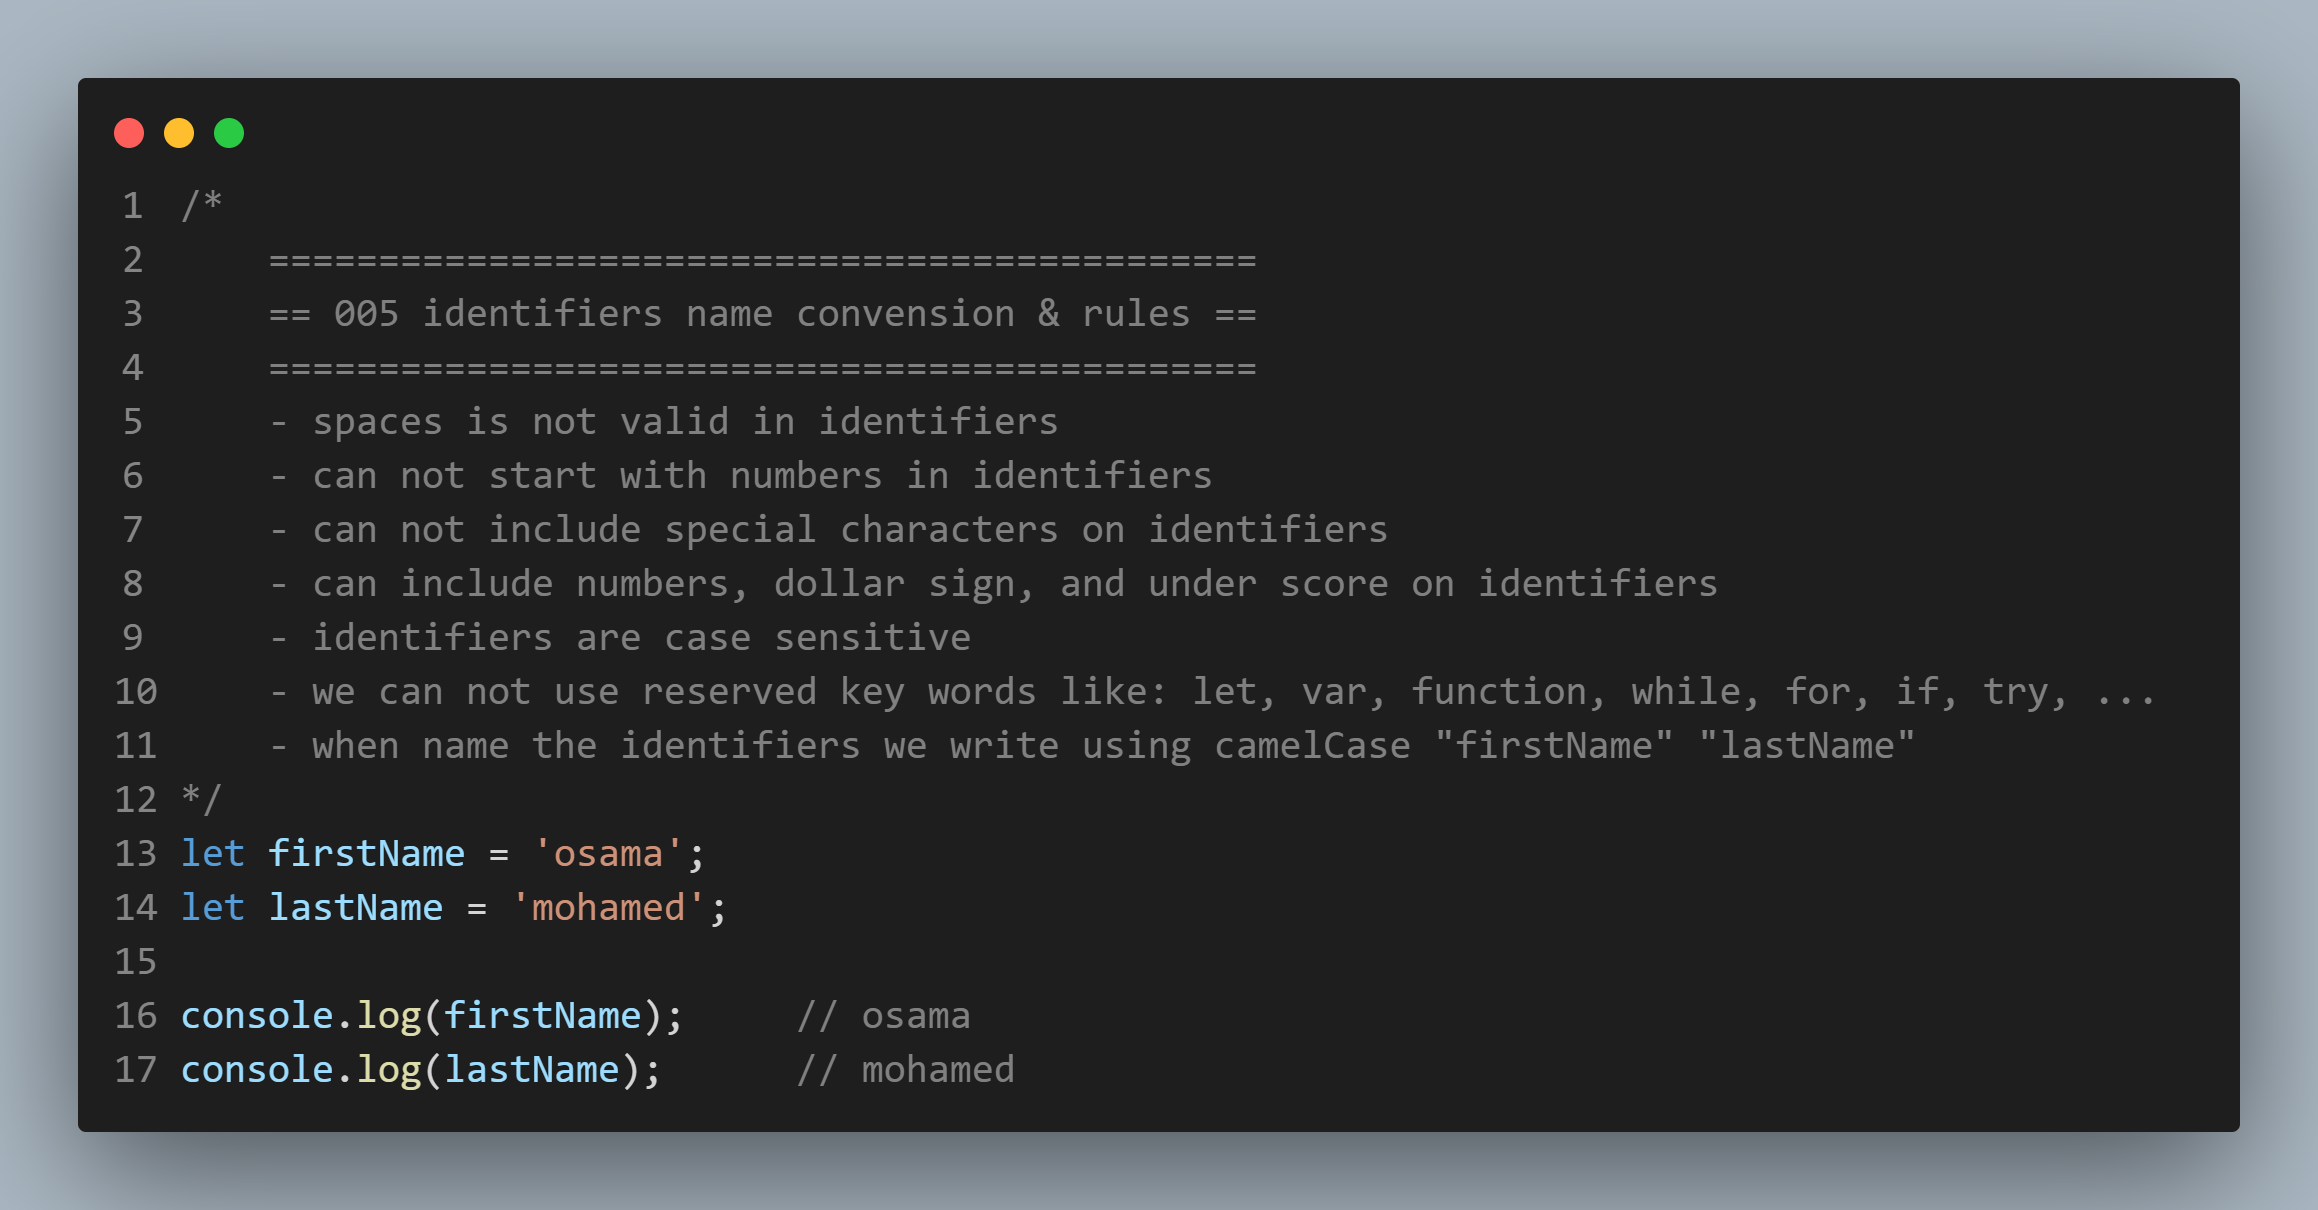 1 /*
2     =============================================
3     == 005 identifiers name convension & rules ==
4     =============================================
5     - spaces is not valid in identifiers
6     - can not start with numbers in identifiers
7     - can not include special characters on identifiers
8     - can include numbers, dollar sign, and under score on identifiers
9     - identifiers are case sensitive
10     - we can not use reserved key words like: let, var, function, while, for, if, try, ...
11     - when name the identifiers we write using camelCase "firstName" "lastName"
12 */
13 let firstName = 'osama';
14 let lastName = 'mohamed';
15
16 console.log(firstName);     // osama
17 console.log(lastName);      // mohamed